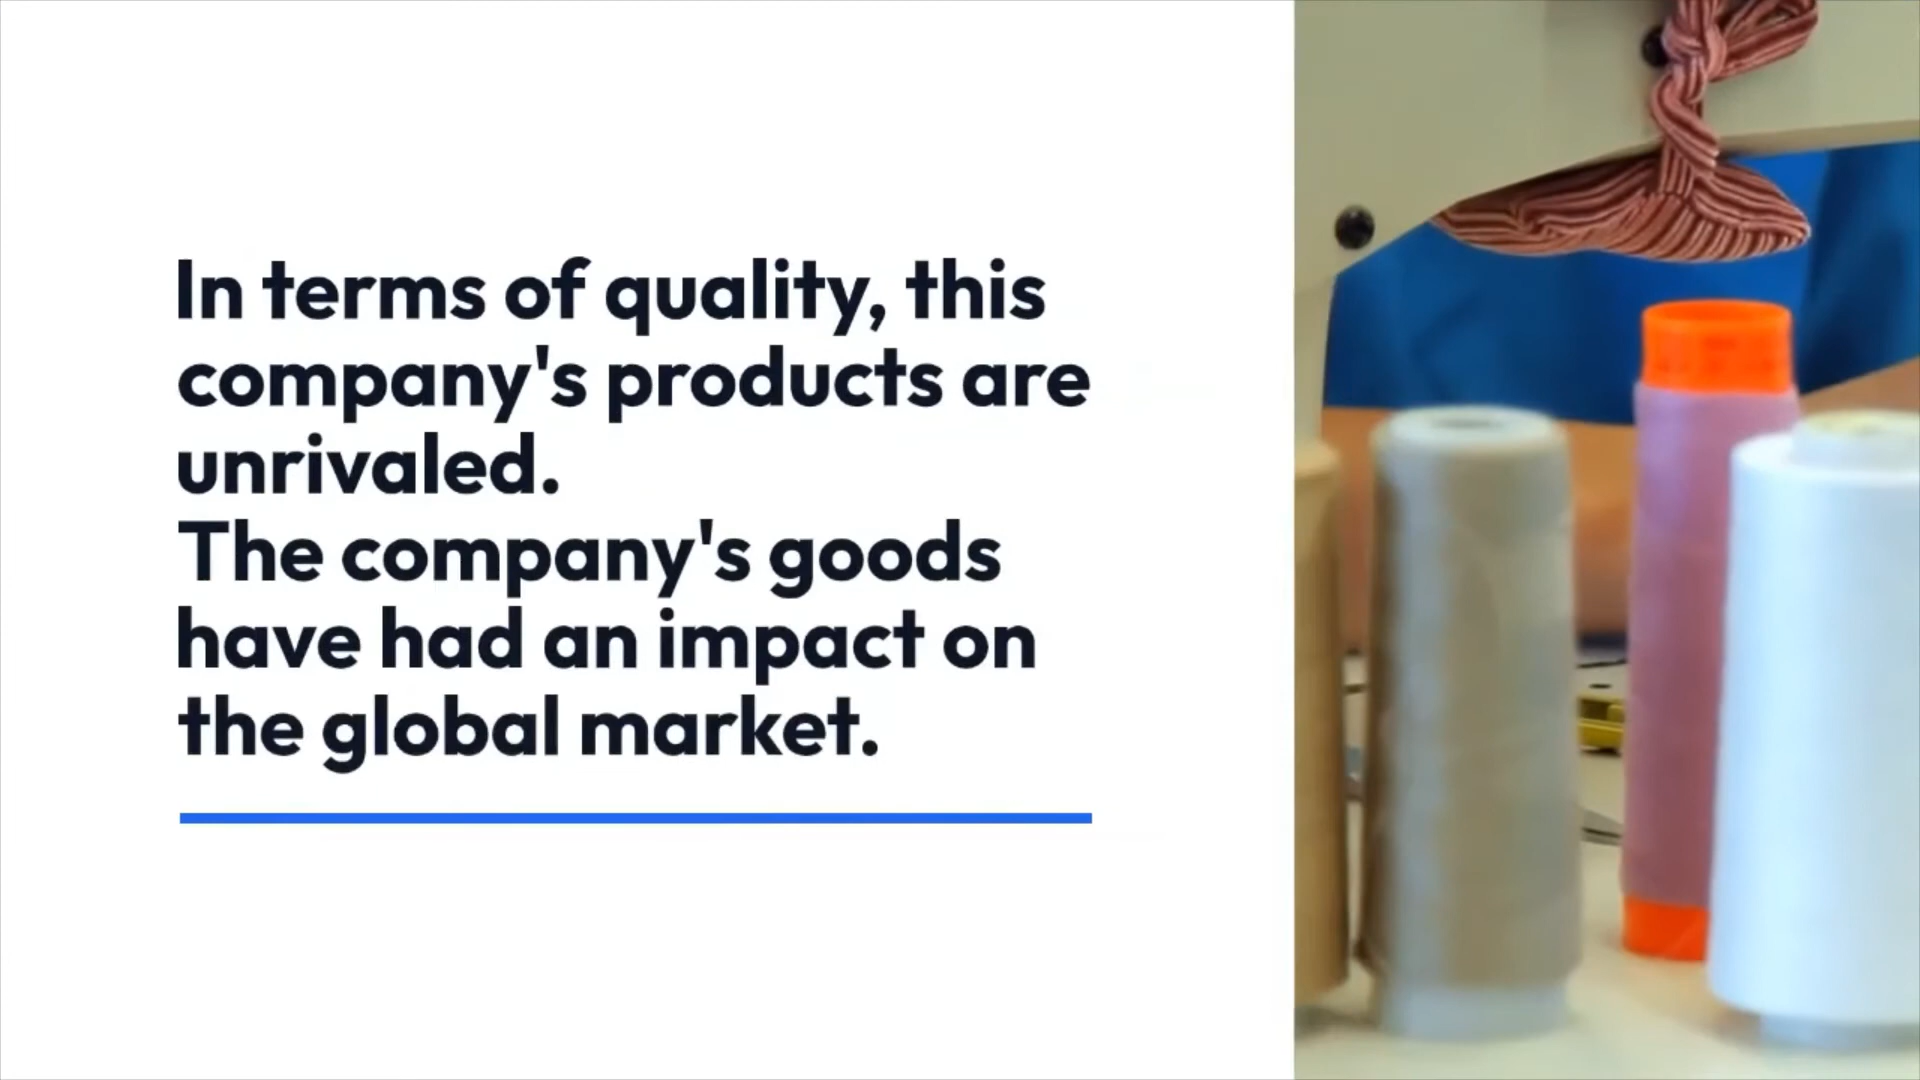 In terms of quality, this
company's products are
unrivaled.
The company's goods
have had an impact on
the global market.